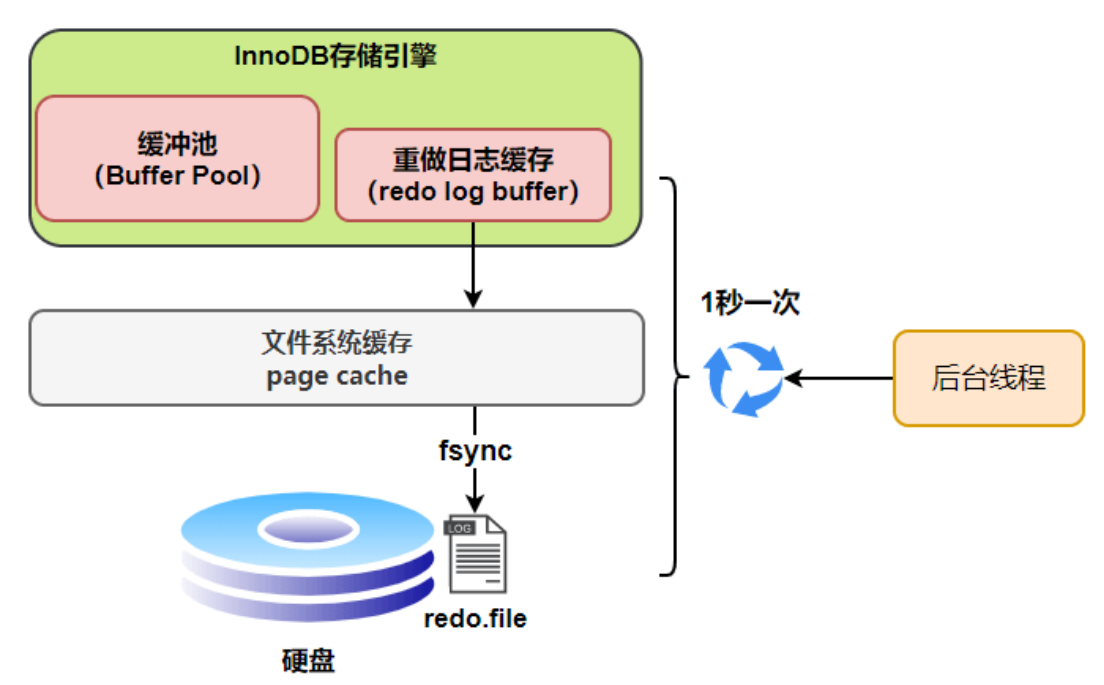 InnoDB存储引擎
缓冲池
（Buffer Pool）
重做日志缓存
（redo log buffer）
1秒一次
文件系统缓存
page cache
后台线程
fsync
LOG
redo.file
硬盘